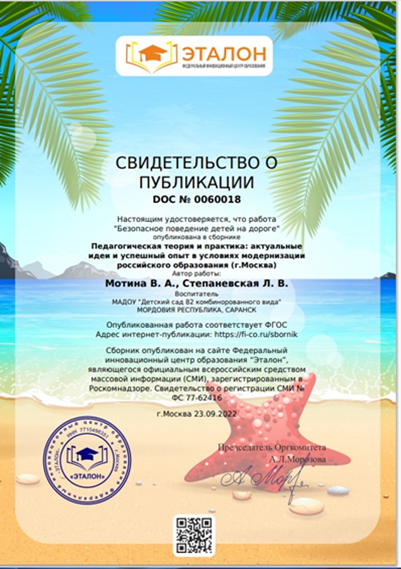 ЭТАЛОН
ФЕДЕРАЛЬНЫЙ ИННОВАЦИОННЫЙ ЦЕНТР ОБРАЗОВАНИЯ
СВИДЕТЕЛЬСТВО О
ПУБЛИКАЦИИ
DOC № 0060018
Настоящим удостоверяется, что работа
"Безопасное поведение детей на дороге"
опубликована в сборнике
Педагогическая теория и практика: актуальные
идеи и успешный опыт в условиях модернизации
российского образования (г.Москва)
Автор работы:
Мотина В. А., Степаневская Л. В.
Воспитатель
МАДОУ "Детский сад 82 комбинированного вида"
МОРДОВИЯ РЕСПУБЛИКА, САРАНСК
Опубликованная работа соответствует ФГОС
Адрес интернет-публикации: https://fi-co.ru/sbornik
Сборник опубликован на сайте Федеральный
инновационный центр образования "Эталон",
являющегося официальным всероссийским средством
массовой информации (СМИ), зарегистрированным в
Роскомнадзоре. Свидетельство о регистрации СМИ №
ФС 77-62416
г.Москва 23.09.2022
Председатель Оргкомитета
А.Л.Морозова
«ЭТАЛОН»